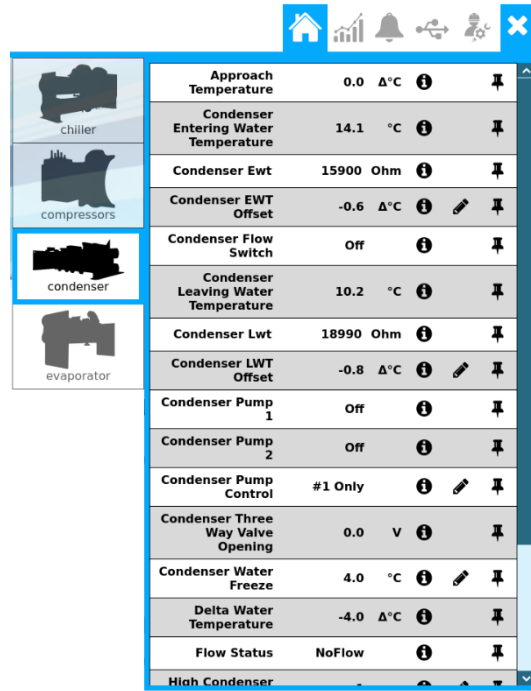 chiller
compressors
condenser
evaporator
Approach
Temperature 0.0 Δ°C
Condenser
Entering Water
Temperature 14.1 °C
Condenser Ewt 15900 Ohm
Condenser EWT
Offset -0.6 Δ°C
Condenser Flow
Switch Off
Condenser
Leaving Water
Temperature 10.2 °C
Condenser Lwt 18990 Ohm
Condenser LWT
Offset -0.8 Δ°C
Condenser Pump
1 Off
Condenser Pump
2 Off
Condenser Pump
Control #1 Only
Condenser Three
Way Valve
Opening 0.0 V
Condenser Water
Freeze 4.0 °C
Delta Water
Temperature -4.0 Δ°C
Flow Status NoFlow
High Condenser